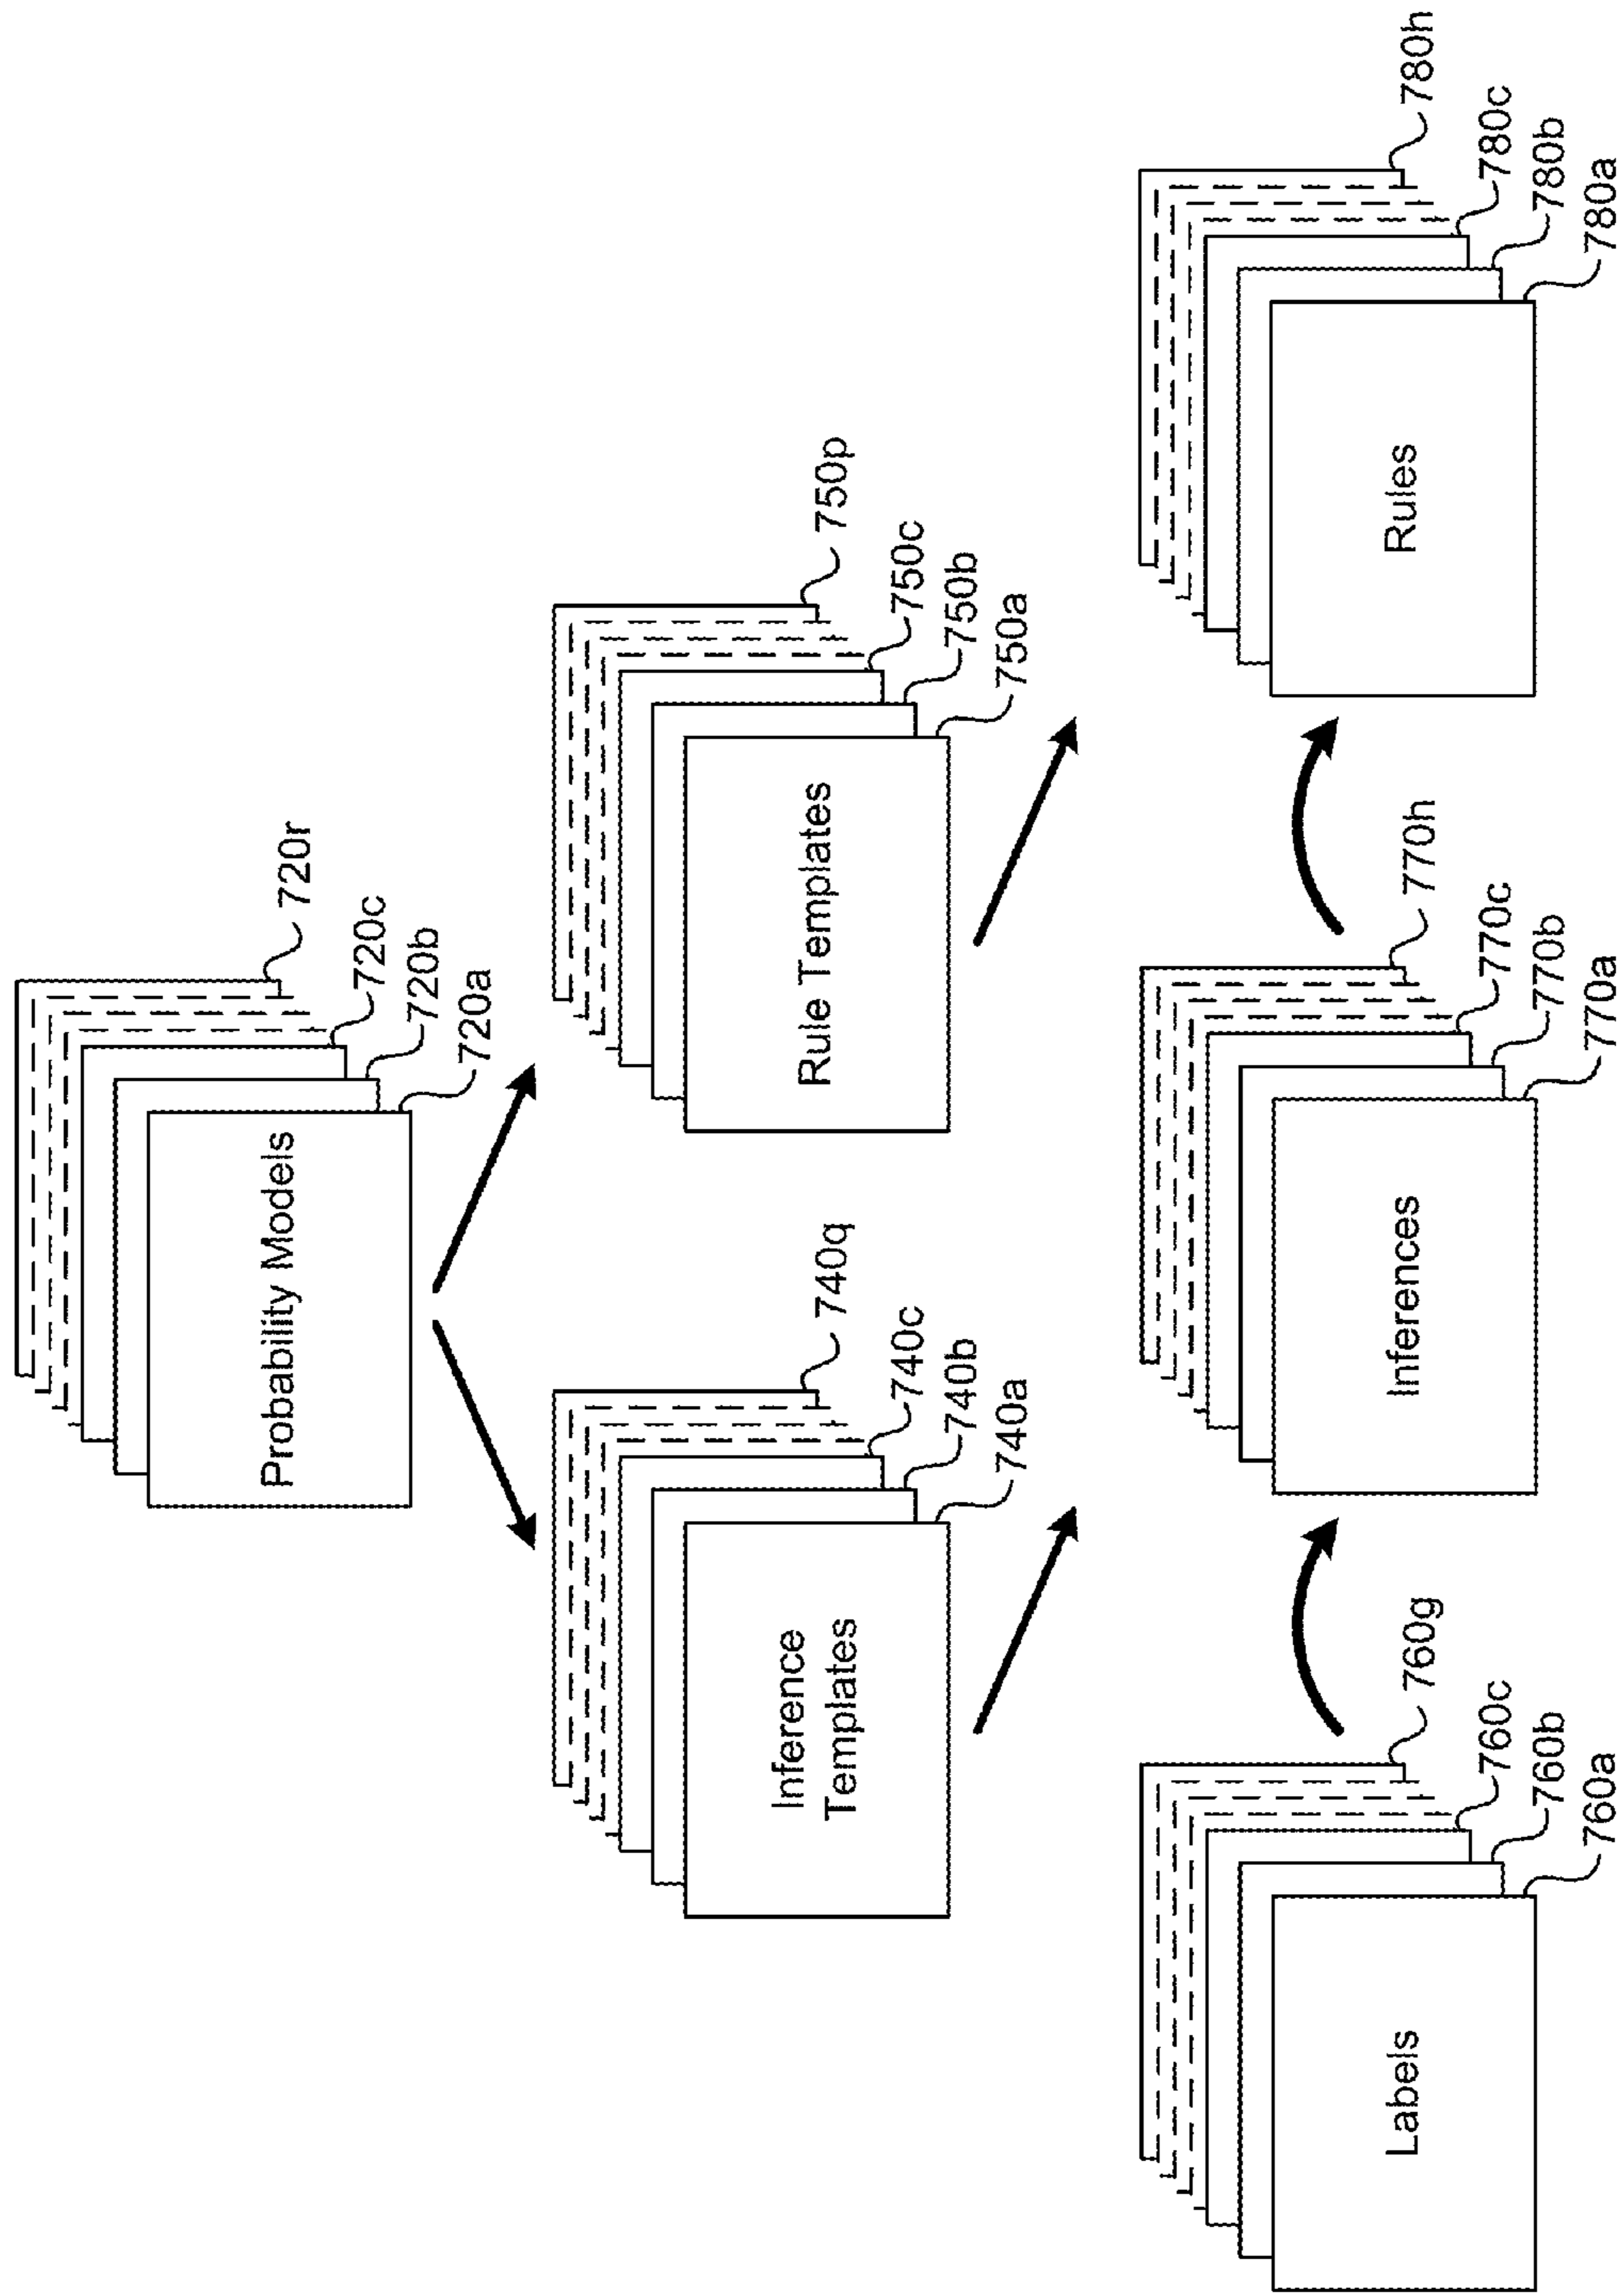 Probability Models
720r
720c
720b
720a
Inference
Templates
740q
740c
740b
740a
Rule Templates
750p
750c
750b
750a
Labels
760g
760c
760b
760a
Inferences
770h
770c
770b
770a
Rules
780h
780c
780b
780a